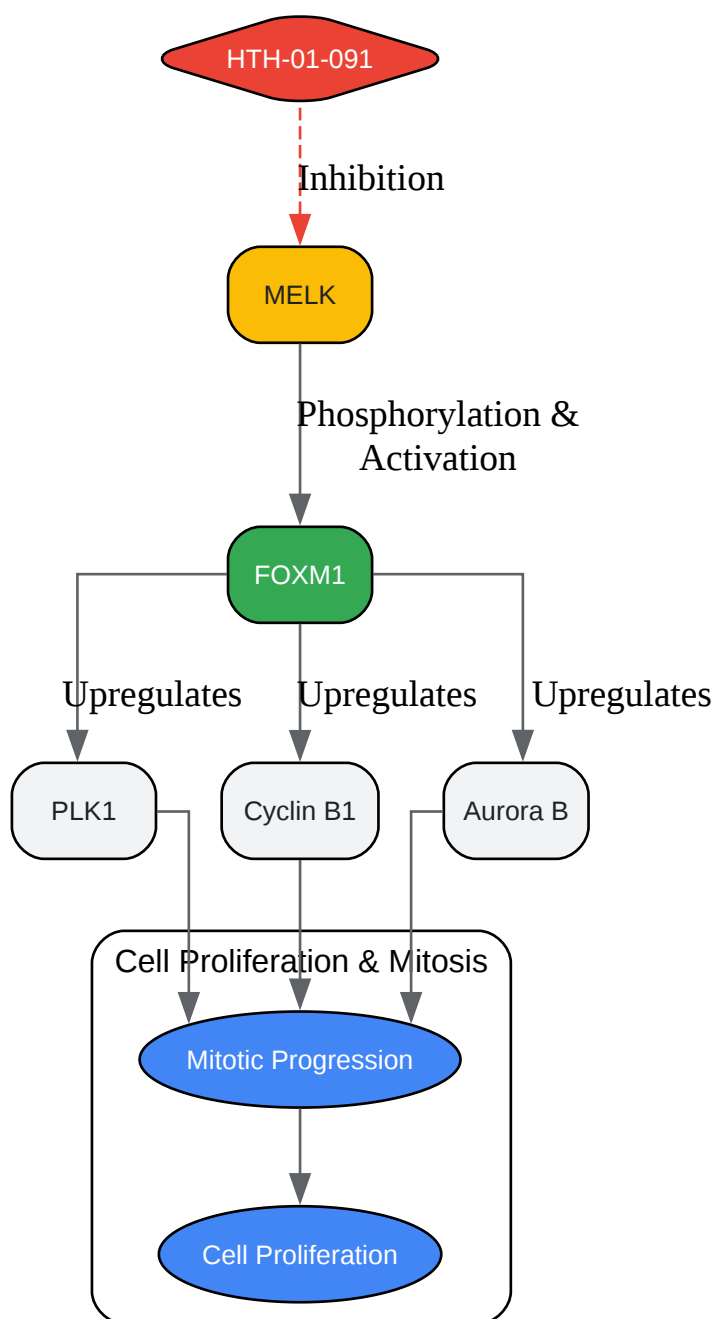 HTH-01-091
Inhibition
MELK
Phosphorylation &
Activation
FOXM1
Upregulates
Upregulates
Upregulates
PLK1
Cyclin B1
Aurora B
Cell Proliferation & Mitosis
Mitotic Progression
Cell Proliferation